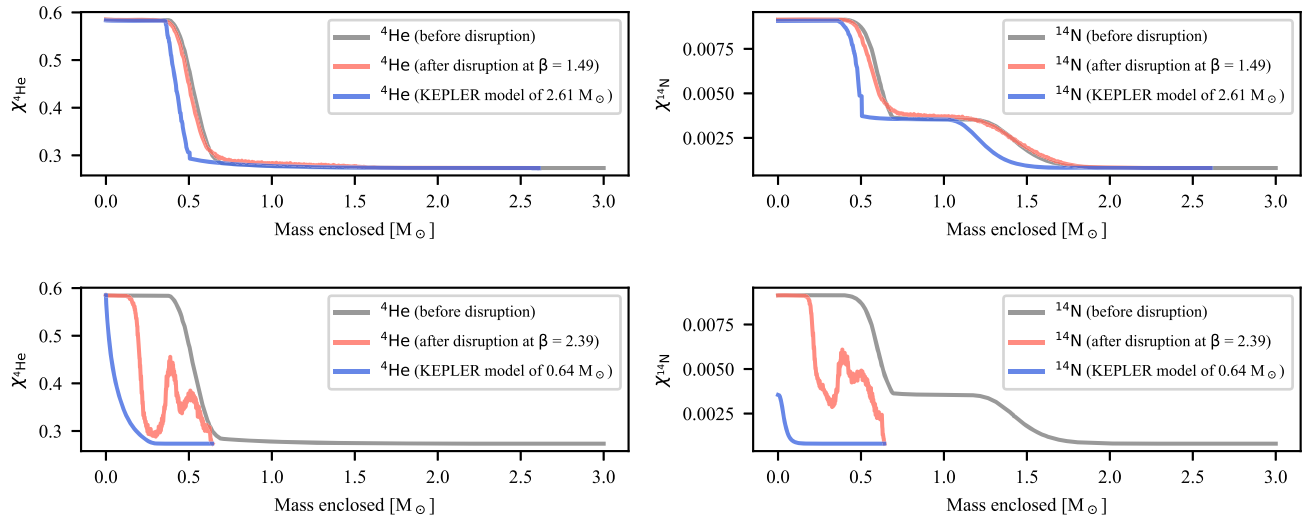 0.6
0.5
0.4
0.3
χ⁴He
⁴He (before disruption)
⁴He (after disruption at β = 1.49)
⁴He (KEPLER model of 2.61 M⊙)
0.0 0.5 1.0 1.5 2.0 2.5 3.0
Mass enclosed [M⊙]
0.0075
0.0050
0.0025
χ¹⁴N
¹⁴N (before disruption)
¹⁴N (after disruption at β = 1.49)
¹⁴N (KEPLER model of 2.61 M⊙)
0.0 0.5 1.0 1.5 2.0 2.5 3.0
Mass enclosed [M⊙]
0.6
0.5
0.4
0.3
χ⁴He
⁴He (before disruption)
⁴He (after disruption at β = 2.39)
⁴He (KEPLER model of 0.64 M⊙)
0.0 0.5 1.0 1.5 2.0 2.5 3.0
Mass enclosed [M⊙]
0.0075
0.0050
0.0025
χ¹⁴N
¹⁴N (before disruption)
¹⁴N (after disruption at β = 2.39)
¹⁴N (KEPLER model of 0.64 M⊙)
0.0 0.5 1.0 1.5 2.0 2.5 3.0
Mass enclosed [M⊙]